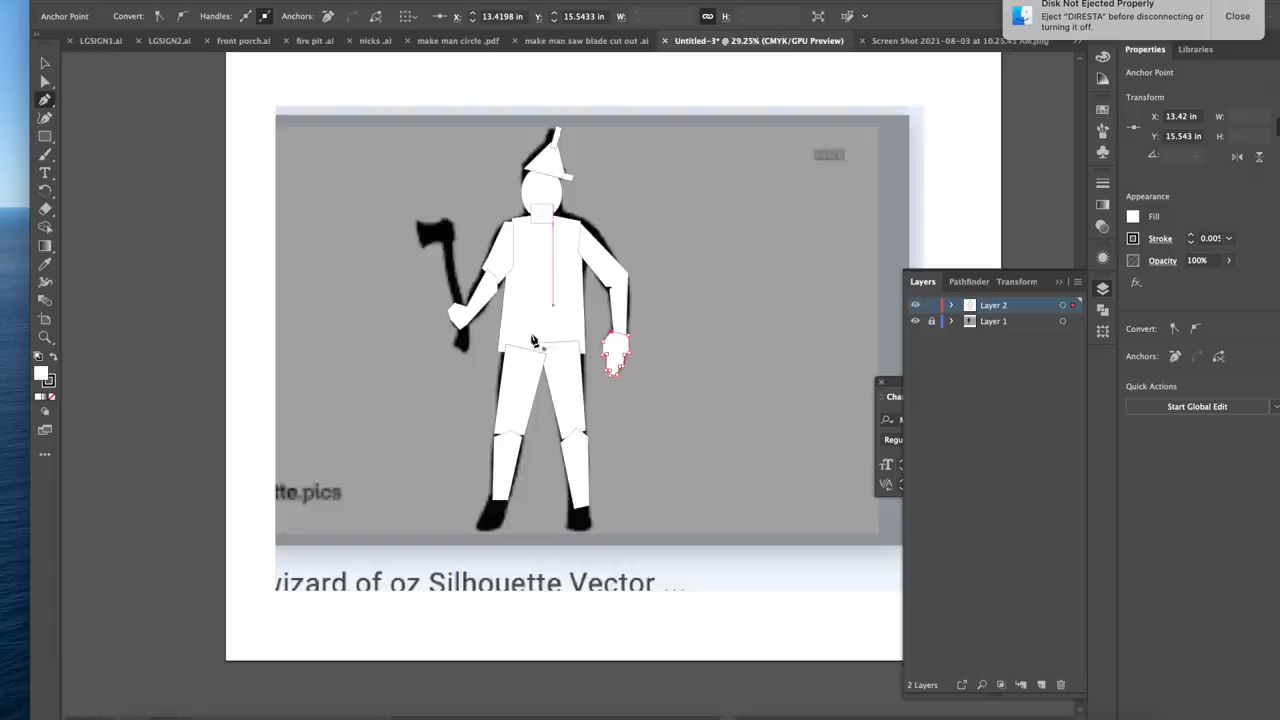 Disk Not Ejected Properly
Eject "DIRESTA" before disconnecting or
turning it off.
Close
Anchor Point Convert: Handles: Anchors: X: 13.4198 in Y: 15.5433 in W: H:
LGSIGN1.ai LGSIGN2.ai front porch.ai fire pit .ai nicks .ai make man circle .pdf make man saw blade cut out .ai Untitled-3* @ 29.25% (CMYK/GPU Preview) Screen Shot 2021-08-03 at 10.25.43 AM.png
Properties Libraries
Anchor Point
Transform
X: 13.42 in W:
Y: 15.543 in H:
Appearance
Fill
Stroke 0.005
Opacity 100%
fx.
Convert:
Anchors:
Quick Actions
Start Global Edit
Layers Pathfinder Transform
Layer 2
Layer 1
2 Layers
Cha
Regu
tte.pics
wizard of oz Silhouette Vector ...